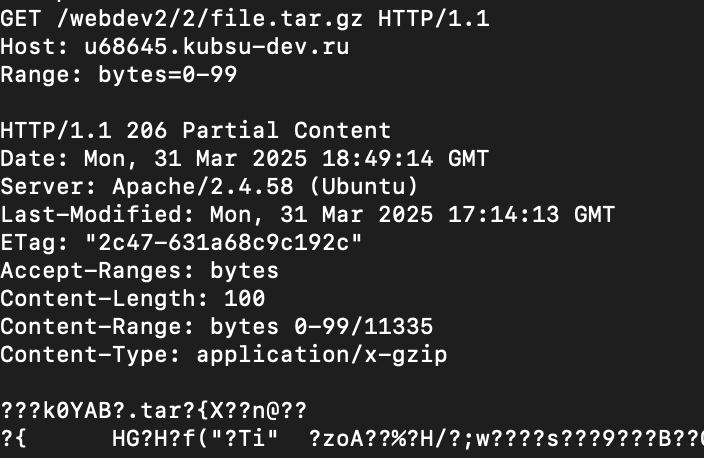 GET /webdev2/2/file.tar.gz HTTP/1.1
Host: u68645.kubsu-dev.ru
Range: bytes=0-99
HTTP/1.1 206 Partial Content
Date: Mon, 31 Mar 2025 18:49:14 GMT
Server: Apache/2.4.58 (Ubuntu)
Last-Modified: Mon, 31 Mar 2025 17:14:13 GMT
ETag: "2c47-631a68c9c192c"
Accept-Ranges: bytes
Content-Length: 100
Content-Range: bytes 0-99/11335
Content-Type: application/x-gzip
???k0YAB?.tar?{X??n@??
?{ HG?H?f("?Ti" ?zoA??%?H/?;w????s???9???B??